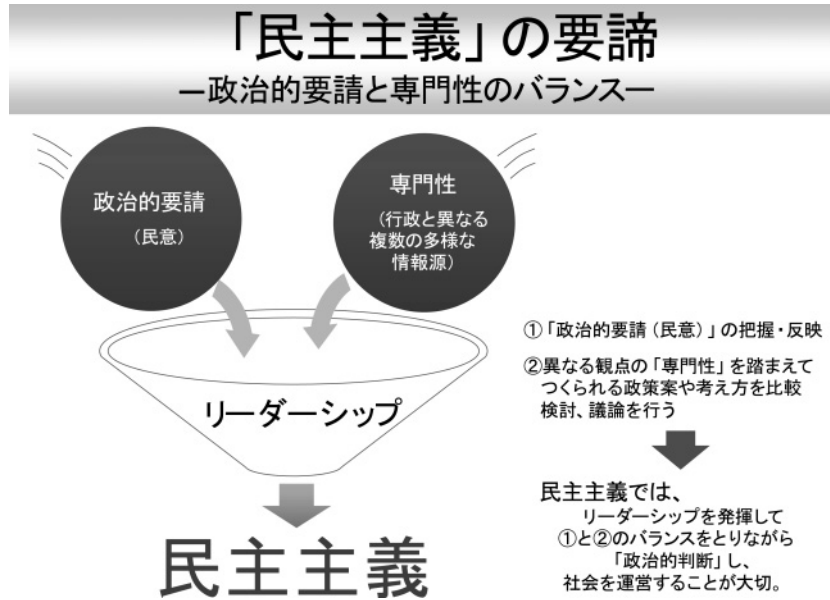 「民主主義」の要諦
ー政治的要請と専門性のバランスー
政治的要請
（民意）
専門性
（行政と異なる
複数の多様な
情報源）
リーダーシップ
民主主義
①「政治的要請（民意）」の把握・反映
②異なる観点の「専門性」を踏まえて
つくられる政策案や考え方を比較
検討、議論を行う
民主主義では、
リーダーシップを発揮して
①と②のバランスをとりながら
「政治的判断」し、
社会を運営することが大切。